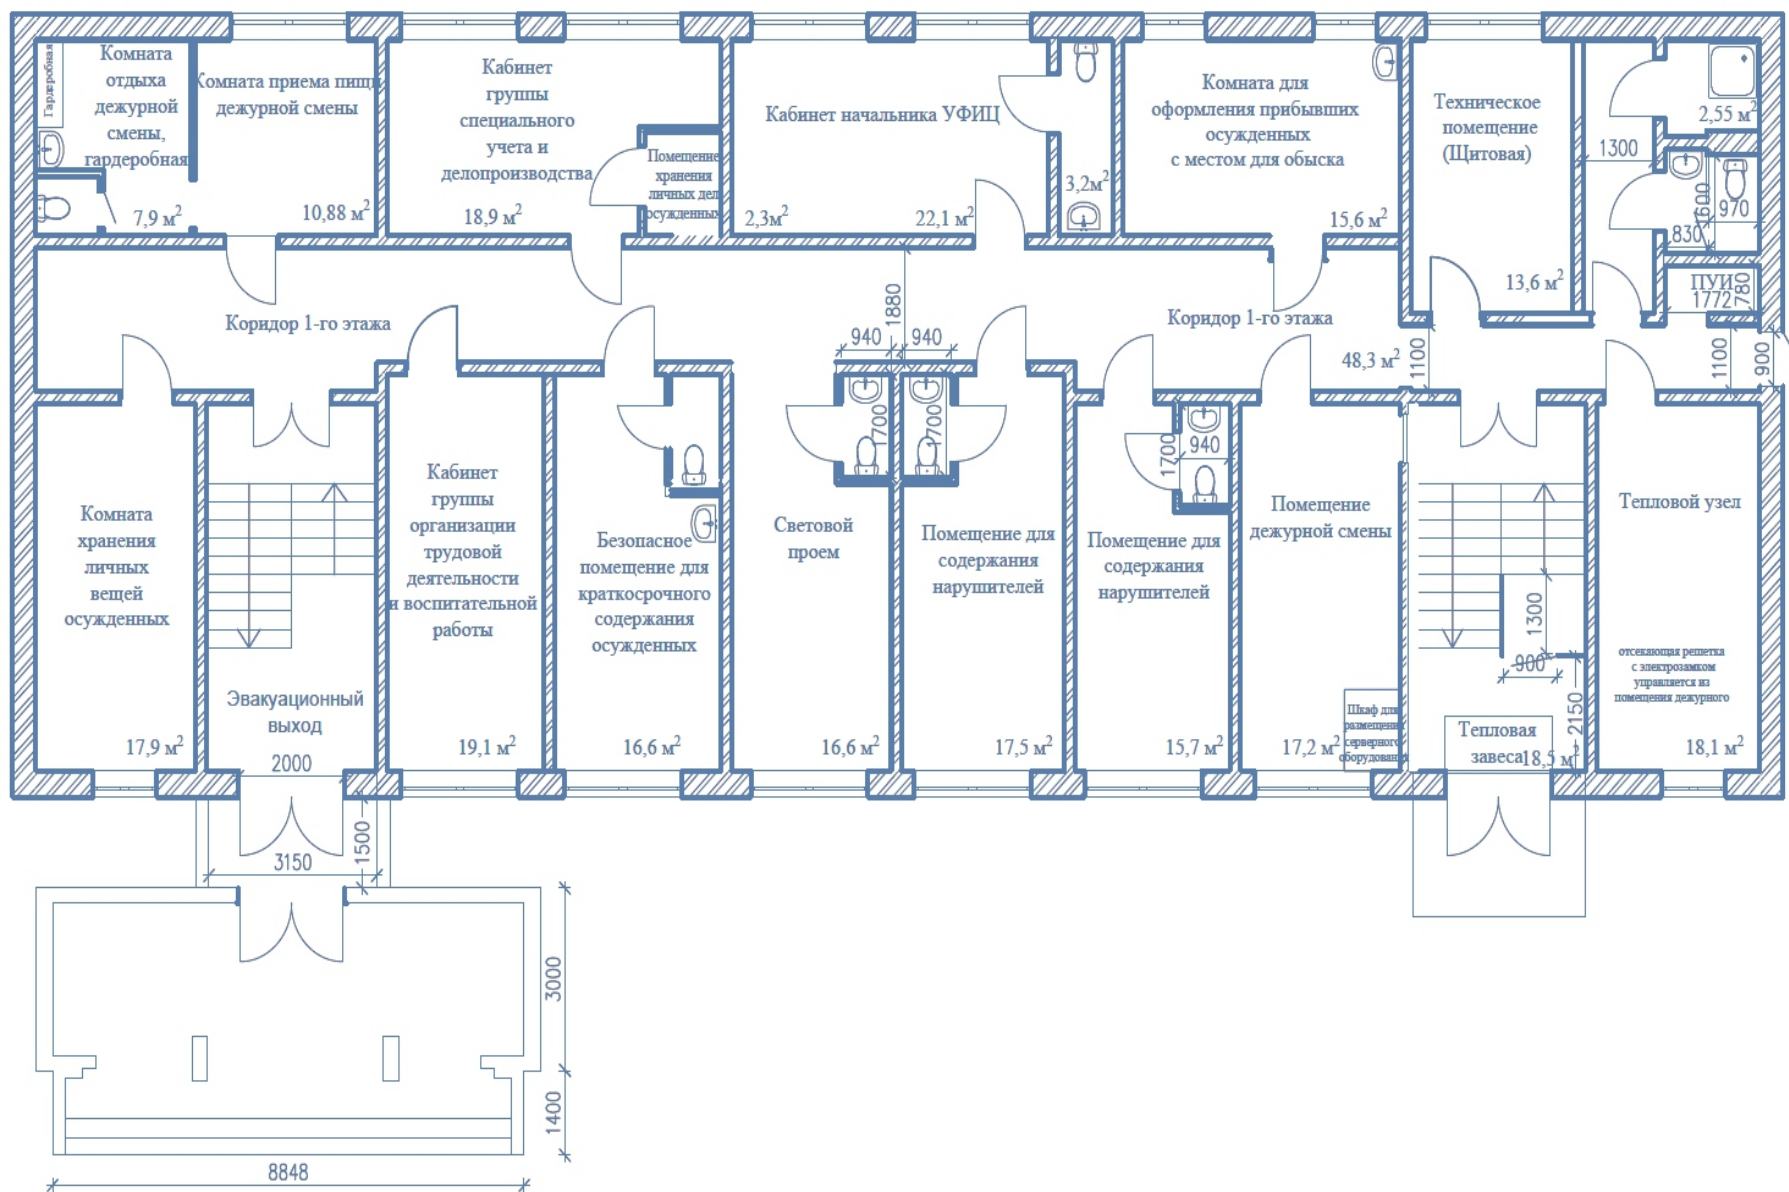 Гардеробная
Комната
отдыха
дежурной
смены,
гардеробная
7,9 м²
Комната приема пищи
дежурной смены
10,88 м²
Кабинет
группы
специального
учета и
делопроизводства
18,9 м²
Помещение
хранения
личных дел
осужденных
Кабинет начальника УФИЦ
2,3м²
22,1 м²
3,2м²
Комната для
оформления прибывших
осужденных
с местом для обыска
15,6 м²
Техническое
помещение
(Щитовая)
13,6 м²
2,55 м²
1300
1600
970
830
ПУИ
1772
780
Коридор 1-го этажа
1880
940
940
Коридор 1-го этажа
48,3 м²
1100
1100
900
Комната
хранения
личных
вещей
осужденных
17,9 м²
Эвакуационный
выход
2000
Кабинет
группы
организации
трудовой
деятельности
и воспитательной
работы
19,1 м²
Безопасное
помещение для
краткосрочного
содержания
осужденных
16,6 м²
1700
Световой
проем
16,6 м²
1700
Помещение для
содержания
нарушителей
17,5 м²
1700
940
Помещение для
содержания
нарушителей
15,7 м²
Помещение
дежурной смены
17,2 м²
Шкаф для
размещения
серверного
оборудования
1300
900
2150
Тепловая
завеса
18,5 м²
Тепловой узел
отсекающая решетка
с электрозамком
управляется из
помещения дежурного
18,1 м²
3150
1500
3000
1400
8848